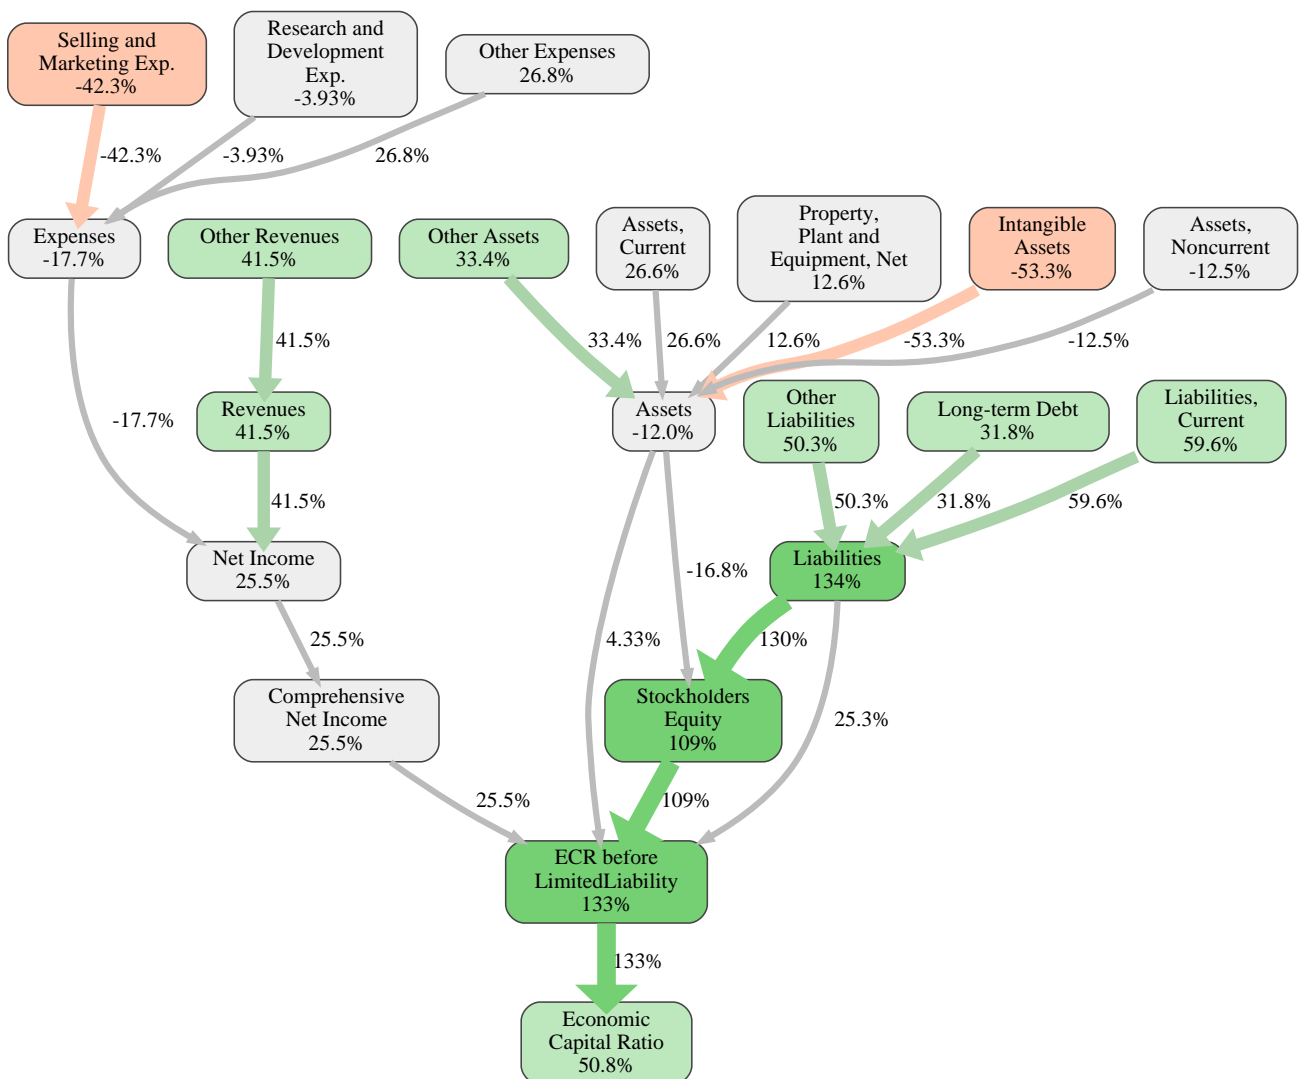 Selling and
Marketing Exp.
-42.3%
Research and
Development
Exp.
-3.93%
Other Expenses
26.8%
-42.3%
-3.93%
26.8%
Expenses
-17.7%
Other Revenues
41.5%
Other Assets
33.4%
Assets,
Current
26.6%
Property,
Plant and
Equipment, Net
12.6%
Intangible
Assets
-53.3%
Assets,
Noncurrent
-12.5%
41.5%
33.4%
26.6%
12.6%
-53.3%
-12.5%
-17.7%
Revenues
41.5%
Assets
-12.0%
Other
Liabilities
50.3%
Long-term Debt
31.8%
Liabilities,
Current
59.6%
41.5%
50.3%
31.8%
59.6%
Net Income
25.5%
-16.8%
Liabilities
134%
25.5%
4.33%
130%
Comprehensive
Net Income
25.5%
Stockholders
Equity
109%
25.3%
25.5%
109%
ECR before
LimitedLiability
133%
133%
Economic
Capital Ratio
50.8%